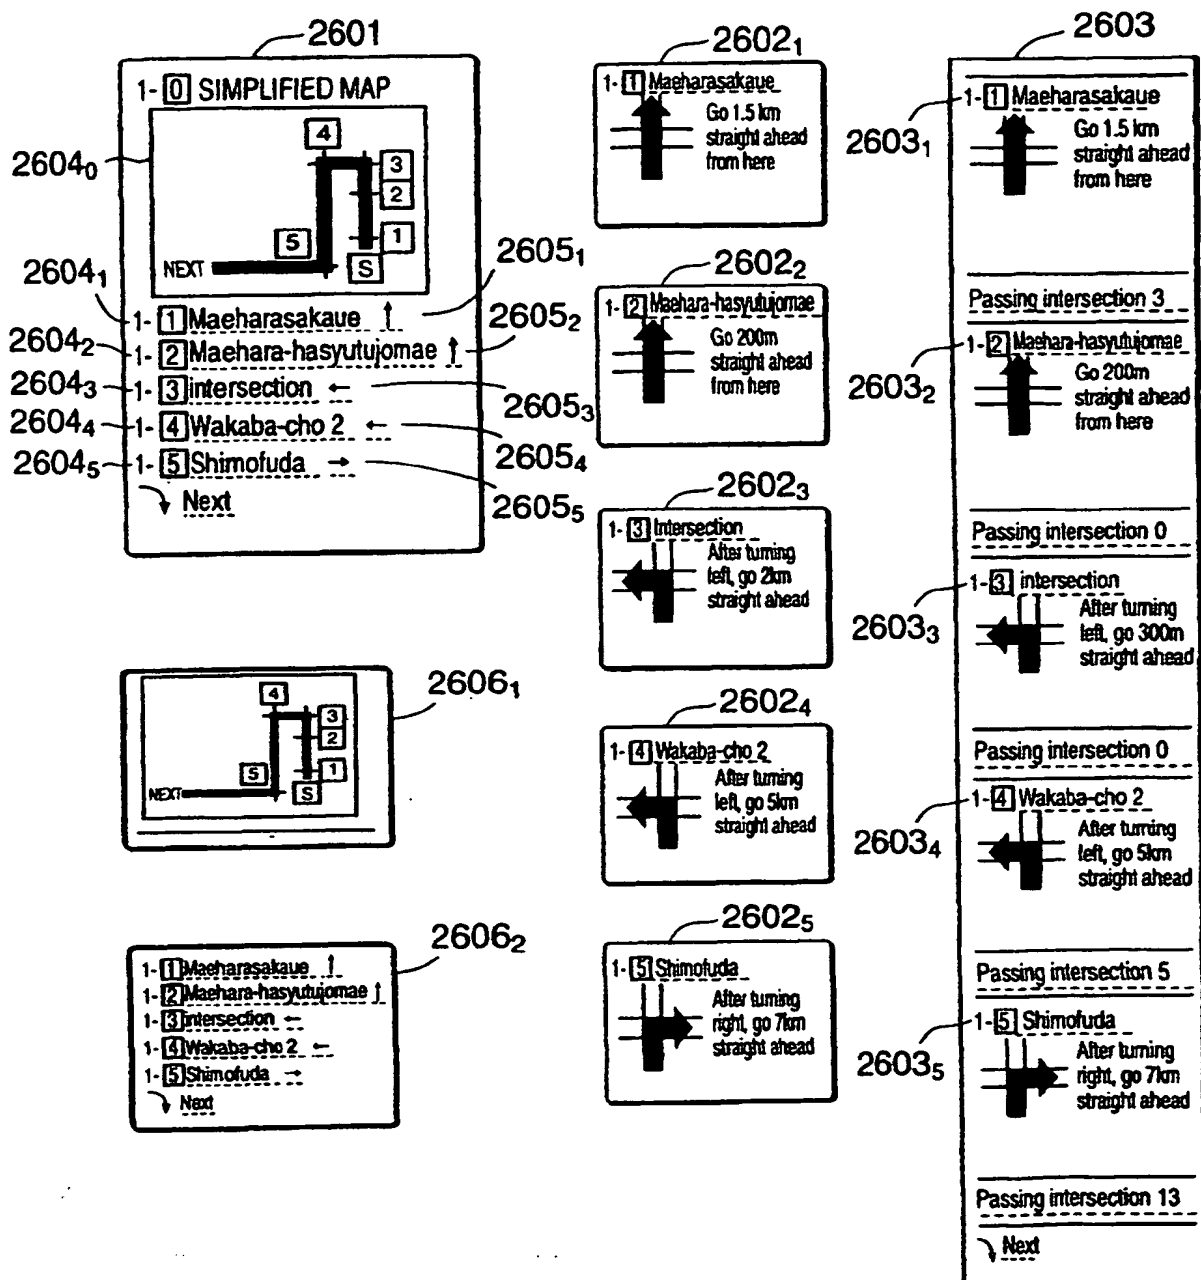 2601
1-0 SIMPLIFIED MAP
4
3
2
1
5
NEXT
S
2604₀
2604₁
2604₂
2604₃
2604₄
2604₅
1-1 Maeharasakaue ↑
1-2 Maehara-hasyutujomae ↑
1-3 intersection ←
1-4 Wakaba-cho 2 ←
1-5 Shimofuda →
Next
2605₁
2605₂
2605₃
2605₄
2605₅
2606₁
4
3
2
1
5
NEXT
S
2606₂
1-1 Maeharasakaue ↑
1-2 Maehara-hasyutujomae ↑
1-3 intersection ←
1-4 Wakaba-cho 2 ←
1-5 Shimofuda →
Next
2602₁
1-1 Maeharasakaue
Go 1.5 km
straight ahead
from here
2602₂
1-2 Maehara-hasyutujomae
Go 200m
straight ahead
from here
2602₃
1-3 Intersection
After turning
left, go 2km
straight ahead
2602₄
1-4 Wakaba-cho 2
After turning
left, go 5km
straight ahead
2602₅
1-5 Shimofuda
After turning
right, go 7km
straight ahead
2603
2603₁
1-1 Maeharasakaue
Go 1.5 km
straight ahead
from here
Passing intersection 3
2603₂
1-2 Maehara-hasyutujomae
Go 200m
straight ahead
from here
Passing intersection 0
2603₃
1-3 intersection
After turning
left, go 300m
straight ahead
Passing intersection 0
2603₄
1-4 Wakaba-cho 2
After turning
left, go 5km
straight ahead
Passing intersection 5
2603₅
1-5 Shimofuda
After turning
right, go 7km
straight ahead
Passing intersection 13
Next